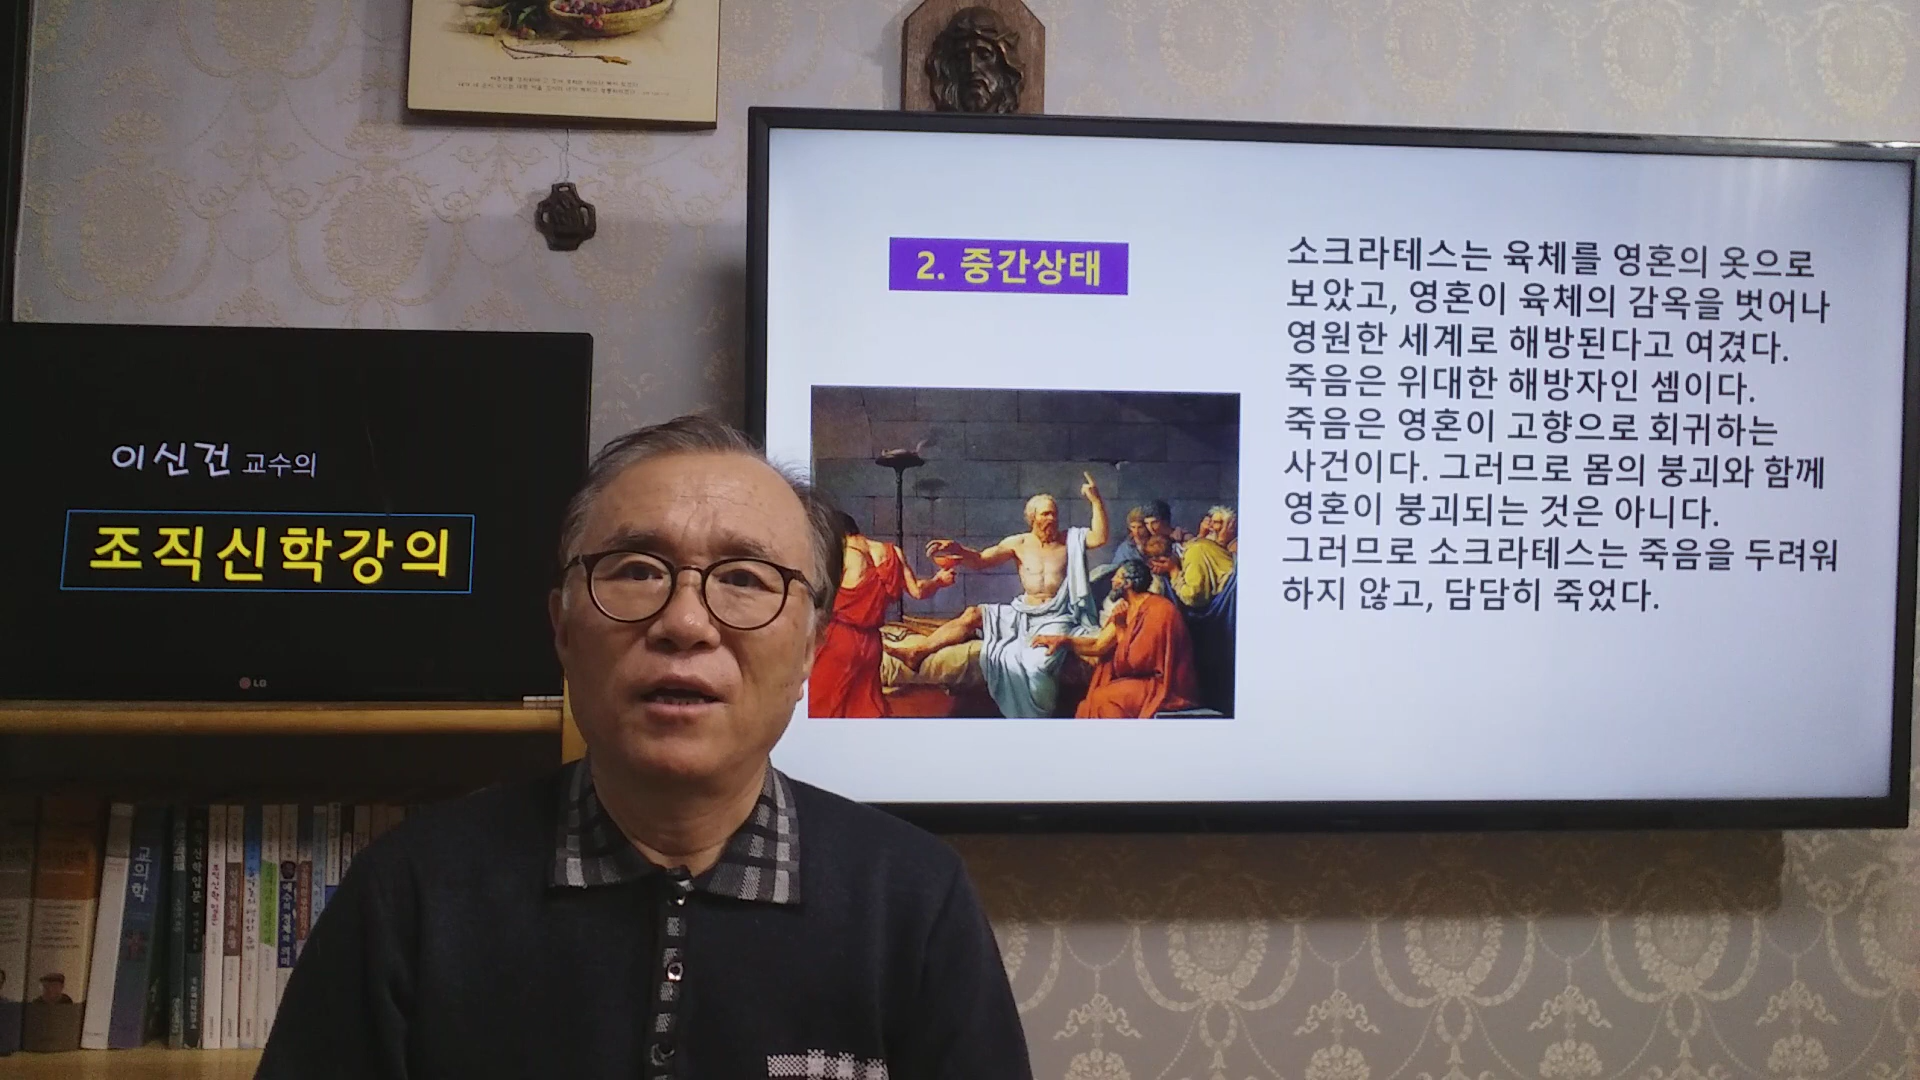 이신건 교수의
조직신학강의
LG
2. 중간상태
소크라테스는 육체를 영혼의 옷으로
보았고, 영혼이 육체의 감옥을 벗어나
영원한 세계로 해방된다고 여겼다.
죽음은 위대한 해방자인 셈이다.
죽음은 영혼이 고향으로 회귀하는
사건이다. 그러므로 몸의 붕괴와 함께
영혼이 붕괴되는 것은 아니다.
그러므로 소크라테스는 죽음을 두려워
하지 않고, 담담히 죽었다.
교의학